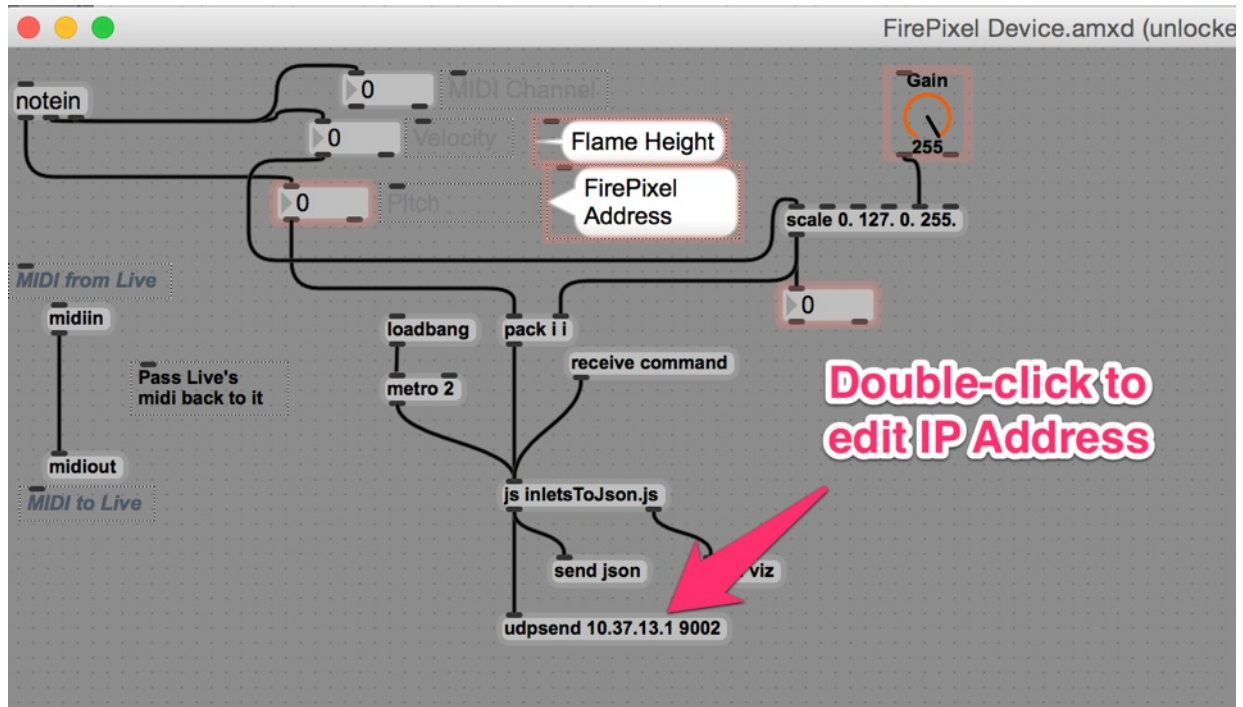 FirePixel Device.amxd (unlocke
notein
0
MIDI Channel
0
Velocity
Flame Height
Gain
255
0
Pitch
FirePixel
Address
scale 0. 127. 0. 255.
MIDI from Live
midiin
0
loadbang
pack i i
receive command
Pass Live's
midi back to it
metro 2
Double-click to
edit IP Address
midiout
MIDI to Live
js inletsToJson.js
send json
viz
udpsend 10.37.13.1 9002